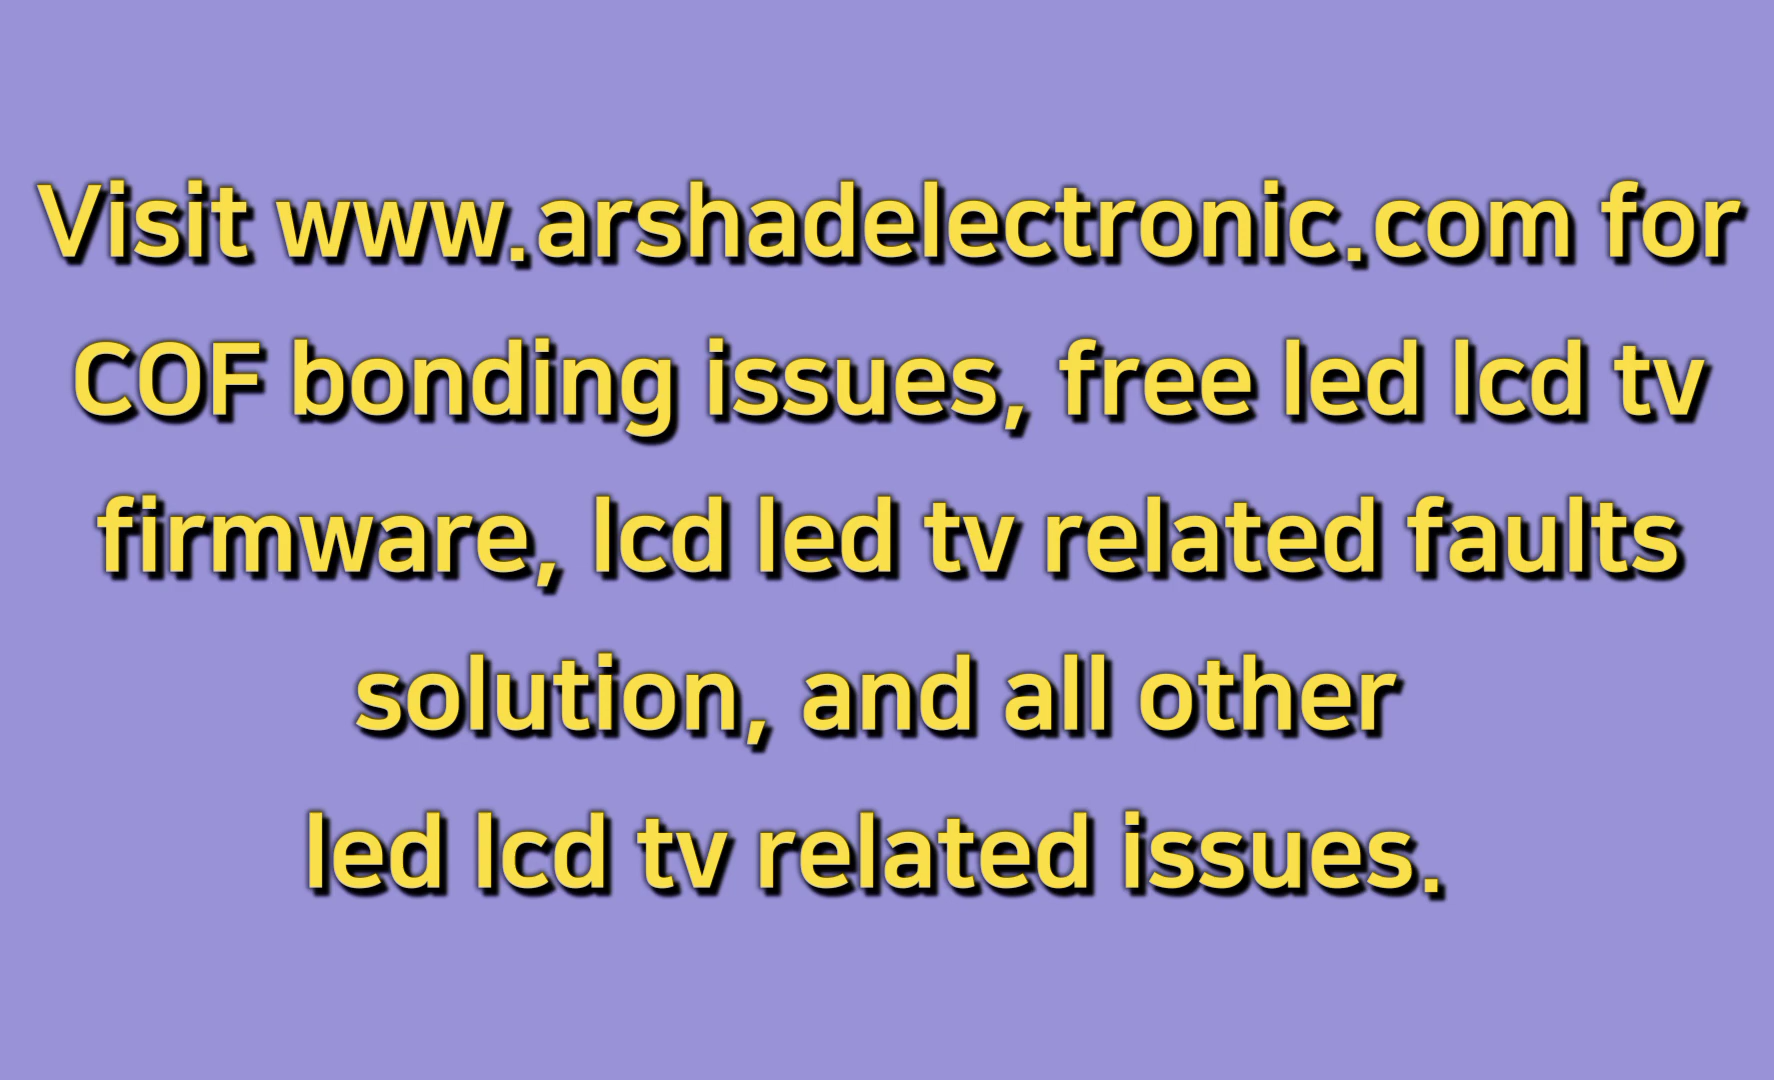 Visit www.arshadelectronic.com for
COF bonding issues, free led lcd tv
firmware, lcd led tv related faults
solution, and all other
led lcd tv related issues.